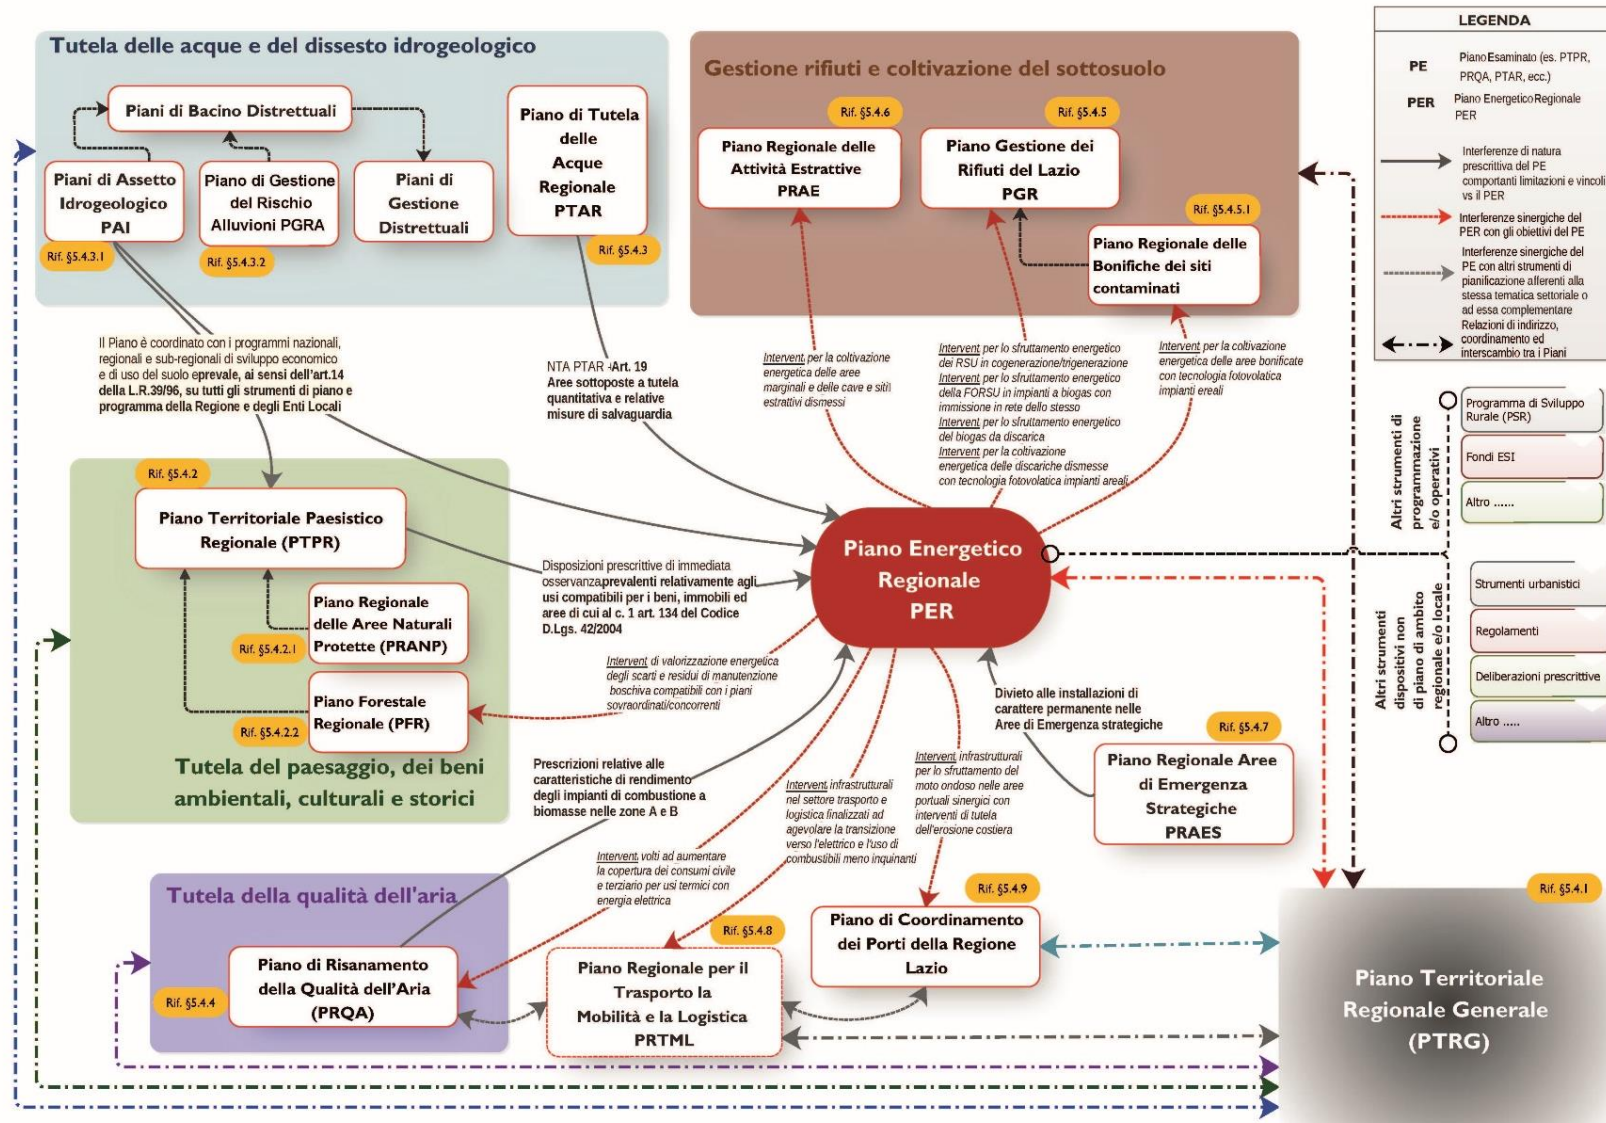 Tutela delle acque e del dissesto idrogeologico
Piani di Bacino Distrettuali
Piani di Assetto
Idrogeologico
PAI
Rif. §5.4.3.1
Piano di Gestione
del Rischio
Alluvioni PGRA
Rif. §5.4.3.2
Piani di
Gestione
Distrettuali
Piano di Tutela
delle
Acque
Regionale
PTAR
Rif. §5.4.3
Gestione rifiuti e coltivazione del sottosuolo
Rif. §5.4.6
Piano Regionale delle
Attività Estrattive
PRAE
Rif. §5.4.5
Piano Gestione dei
Rifiuti del Lazio
PGR
Rif. §5.4.5.1
Piano Regionale delle
Bonifiche dei siti
contaminati
LEGENDA
PE
Piano Esaminato (es. PTPR,
PRQA, PTAR, ecc.)
PER
Piano Energetico Regionale
PER
Interferenze di natura
prescrittiva del PE
comportanti limitazioni e vincoli
vs il PER
Interferenze sinergiche del
PER con gli obiettivi del PE
Interferenze sinergiche del
PE con altri strumenti di
pianificazione afferenti alla
stessa tematica settoriale o
ad essa complementare
Relazioni di indirizzo,
coordinamento ed
interscambio tra i Piani
Il Piano è coordinato con i programmi nazionali,
regionali e sub-regionali di sviluppo economico
e di uso del suolo eprevale, ai sensi dell'art.14
della L.R.39/96, su tutti gli strumenti di piano e
programma della Regione e degli Enti Locali
NTA PTAR -Art. 19
Aree sottoposte a tutela
quantitativa e relative
misure di salvaguardia
Intervent per la coltivazione
energetica delle aree
marginali e delle cave e siti
estrattivi dismessi
Intervent per lo sfruttamento energetico
dei RSU in cogenerazione/trigenerazione
Intervent per lo sfruttamento energetico
della FORSU in impianti a biogas con
immissione in rete dello stesso
Intervent per lo sfruttamento energetico
del biogas da discarica
Intervent per la coltivazione
energetica delle discariche dismesse
con tecnologia fotovoltaica impianti areali
Intervent per la coltivazione
energetica delle aree bonificate
con tecnologia fotovoltatica
impianti ereali
Altri strumenti di
programmazione
e/o operativi
Programma di Sviluppo
Rurale (PSR)
Fondi ESI
Altro ......
Altri strumenti
dispositivi non
di piano di ambito
regionale e/o locale
Strumenti urbanistici
Regolamenti
Deliberazioni prescrittive
Altro .....
Rif. §5.4.2
Piano Territoriale Paesistico
Regionale (PTPR)
Piano Regionale
delle Aree Naturali
Protette (PRANP)
Rif. §5.4.2.1
Piano Forestale
Regionale (PFR)
Rif. §5.4.2.2
Tutela del paesaggio, dei beni
ambientali, culturali e storici
Disposizioni prescrittive di immediata
osservanza prevalenti relativamente agli
usi compatibili per i beni, immobili ed
aree di cui al c. 1 art. 134 del Codice
D.Lgs. 42/2004
Piano Energetico
Regionale
PER
Intervent di valorizzazione energetica
degli scarti e residui di manutenzione
boschiva compatibili con i piani
sovraordinati/concorrenti
Prescrizioni relative alle
caratteristiche di rendimento
degli impianti di combustione a
biomasse nelle zone A e B
Divieto alle installazioni di
carattere permanente nelle
Aree di Emergenza strategiche
Rif. §5.4.7
Piano Regionale Aree
di Emergenza
Strategiche
PRAES
Intervent infrastrutturali
per lo sfruttamento del
moto ondoso nelle aree
portuali sinergici con
interventi di tutela
dell'erosione costiera
Intervent infrastrutturali
nel settore trasporto e
logistica finalizzati ad
agevolare la transizione
verso l'elettrico e l'uso di
combustibili meno inquinanti
Intervent volti ad aumentare
la copertura dei consumi civile
e terziario per usi termici con
energia elettrica
Tutela della qualità dell'aria
Piano di Risanamento
della Qualità dell'Aria
(PRQA)
Rif. §5.4.4
Rif. §5.4.8
Piano Regionale per il
Trasporto la
Mobilità e la Logistica
PRTML
Rif. §5.4.9
Piano di Coordinamento
dei Porti della Regione
Lazio
Rif. §5.4.1
Piano Territoriale
Regionale Generale
(PTRG)